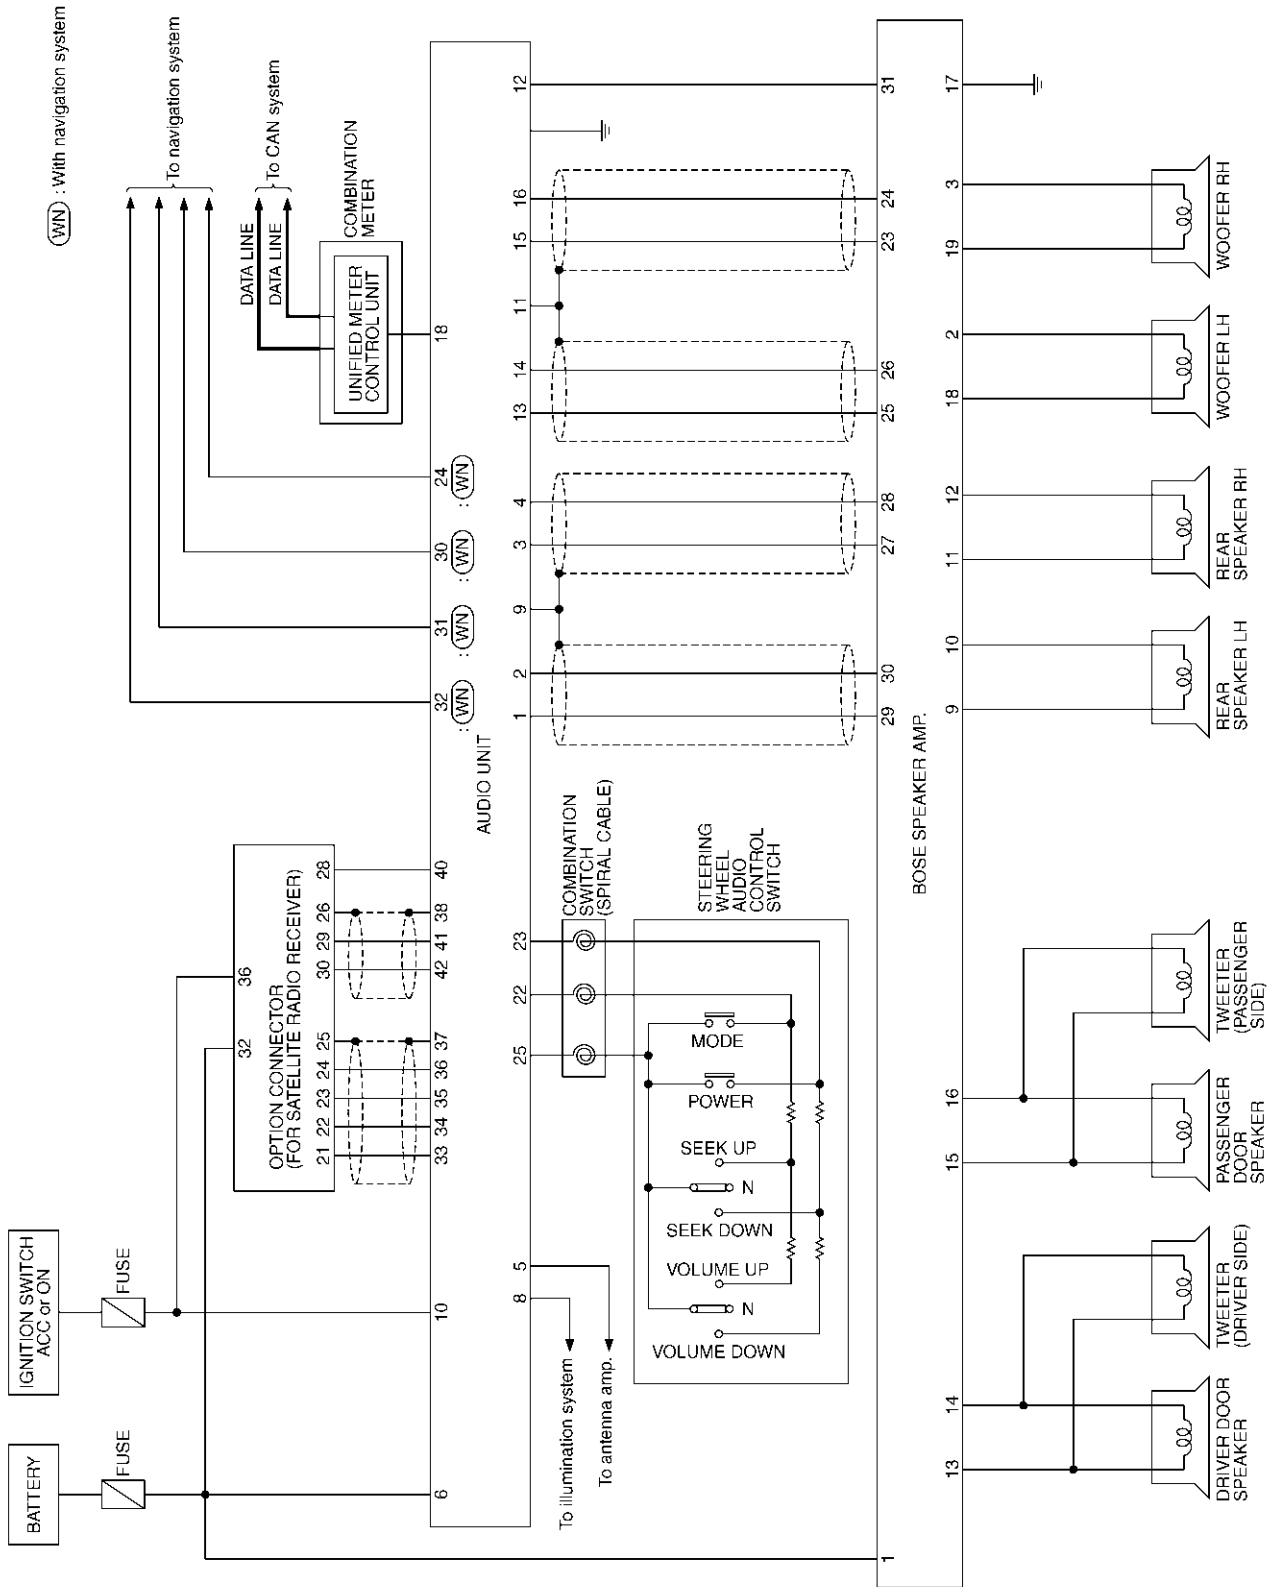 BATTERY
FUSE
IGNITION SWITCH
ACC or ON
FUSE
OPTION CONNECTOR
(FOR SATELLITE RADIO RECEIVER)
32
36
21
22
23
24
25
30
29
26
28
(WN) : With navigation system
To navigation system
To CAN system
DATA LINE
DATA LINE
COMBINATION
METER
UNIFIED METER
CONTROL UNIT
6
10
33
34
35
36
37
42
41
38
40
32
: WN
31
: WN
30
: WN
24
: WN
18
AUDIO UNIT
8
5
25
22
23
1
2
9
3
4
13
14
11
15
16
12
To illumination system
To antenna amp.
COMBINATION
SWITCH
(SPIRAL CABLE)
STEERING
WHEEL
AUDIO
CONTROL
SWITCH
MODE
POWER
SEEK UP
N
SEEK DOWN
VOLUME UP
N
VOLUME DOWN
1
29
30
27
28
25
26
23
24
31
BOSE SPEAKER AMP.
13
14
15
16
9
10
11
12
18
2
19
3
17
DRIVER DOOR
SPEAKER
TWEETER
(DRIVER SIDE)
PASSENGER
DOOR
SPEAKER
TWEETER
(PASSENGER
SIDE)
REAR
SPEAKER LH
REAR
SPEAKER RH
WOOFER LH
WOOFER RH